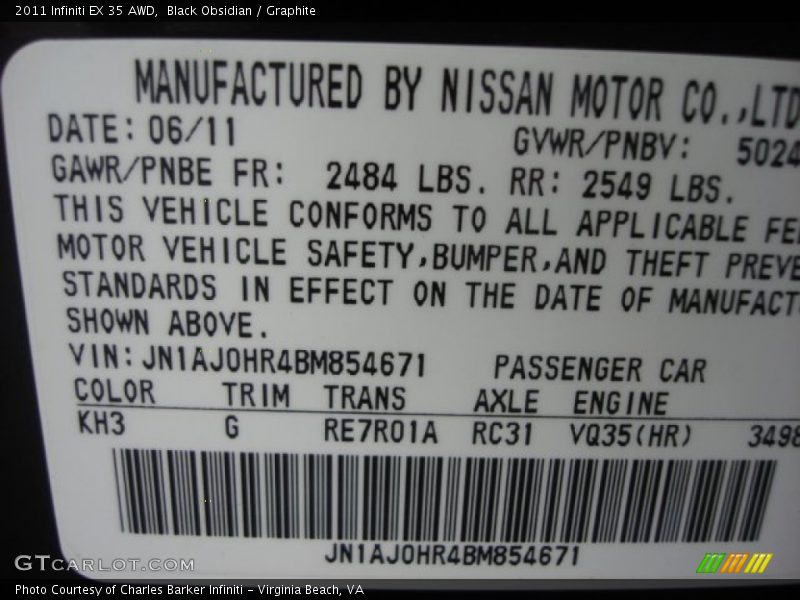 2011 Infiniti EX 35 AWD, Black Obsidian / Graphite
MANUFACTURED BY NISSAN MOTOR CO.,LTD
DATE: 06/11 GVWR/PNBV: 5024
GAWR/PNBE FR: 2484 LBS. RR: 2549 LBS.
THIS VEHICLE CONFORMS TO ALL APPLICABLE FE
MOTOR VEHICLE SAFETY,BUMPER,AND THEFT PREVE
STANDARDS IN EFFECT ON THE DATE OF MANUFACT
SHOWN ABOVE.
VIN: JN1AJ0HR4BM854671 PASSENGER CAR
COLOR TRIM TRANS AXLE ENGINE
KH3 G RE7R01A RC31 VQ35(HR) 3498
JN1AJ0HR4BM854671
GTCARLOT.COM
Photo Courtesy of Charles Barker Infiniti - Virginia Beach, VA